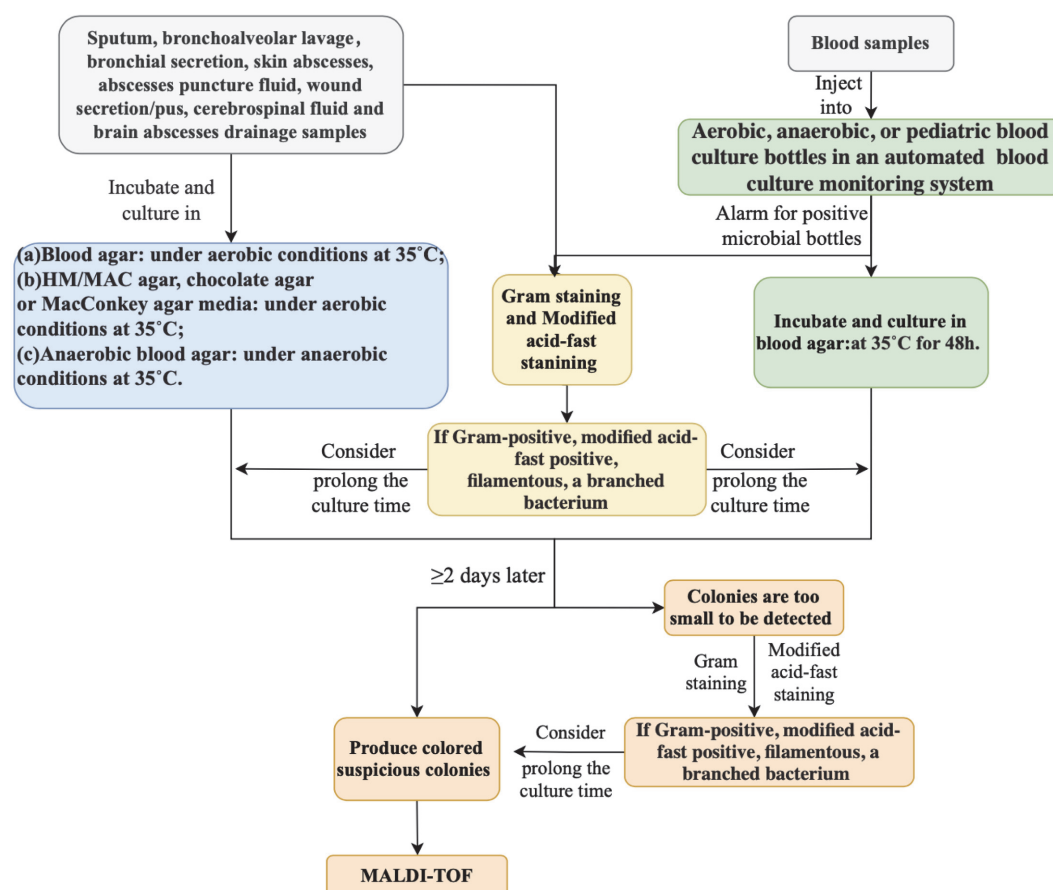 Sputum, bronchoalveolar lavage ,
bronchial secretion, skin abscesses,
abscesses puncture fluid, wound
secretion/pus, cerebrospinal fluid and
brain abscesses drainage samples
Blood samples
Inject
into
Aerobic, anaerobic, or pediatric blood
culture bottles in an automated blood
culture monitoring system
Incubate and
culture in
Alarm for positive
microbial bottles
(a)Blood agar: under aerobic conditions at 35˚C;
(b)HM/MAC agar, chocolate agar
or MacConkey agar media: under aerobic
conditions at 35˚C;
(c)Anaerobic blood agar: under anaerobic
conditions at 35˚C.
Gram staining
and Modified
acid-fast
stanining
Incubate and culture in
blood agar:at 35˚C for 48h.
If Gram-positive, modified acid-
fast positive,
filamentous, a branched
bacterium
Consider
prolong the
culture time
Consider
prolong the
culture time
≥2 days later
Colonies are too
small to be detected
Gram
staining
Modified
acid-fast
staining
If Gram-positive, modified acid-
fast positive, filamentous, a
branched bacterium
Consider
prolong the
culture time
Produce colored
suspicious colonies
MALDI-TOF